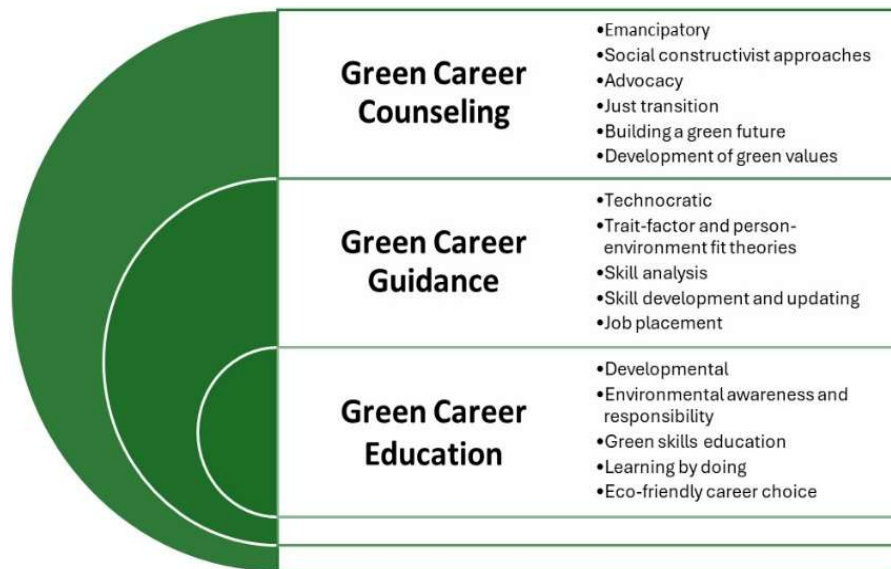 Green Career
Counseling
•Emancipatory
•Social constructivist approaches
•Advocacy
•Just transition
•Building a green future
•Development of green values
Green Career
Guidance
•Technocratic
•Trait-factor and person-
environment fit theories
•Skill analysis
•Skill development and updating
•Job placement
Green Career
Education
•Developmental
•Environmental awareness and
responsibility
•Green skills education
•Learning by doing
•Eco-friendly career choice